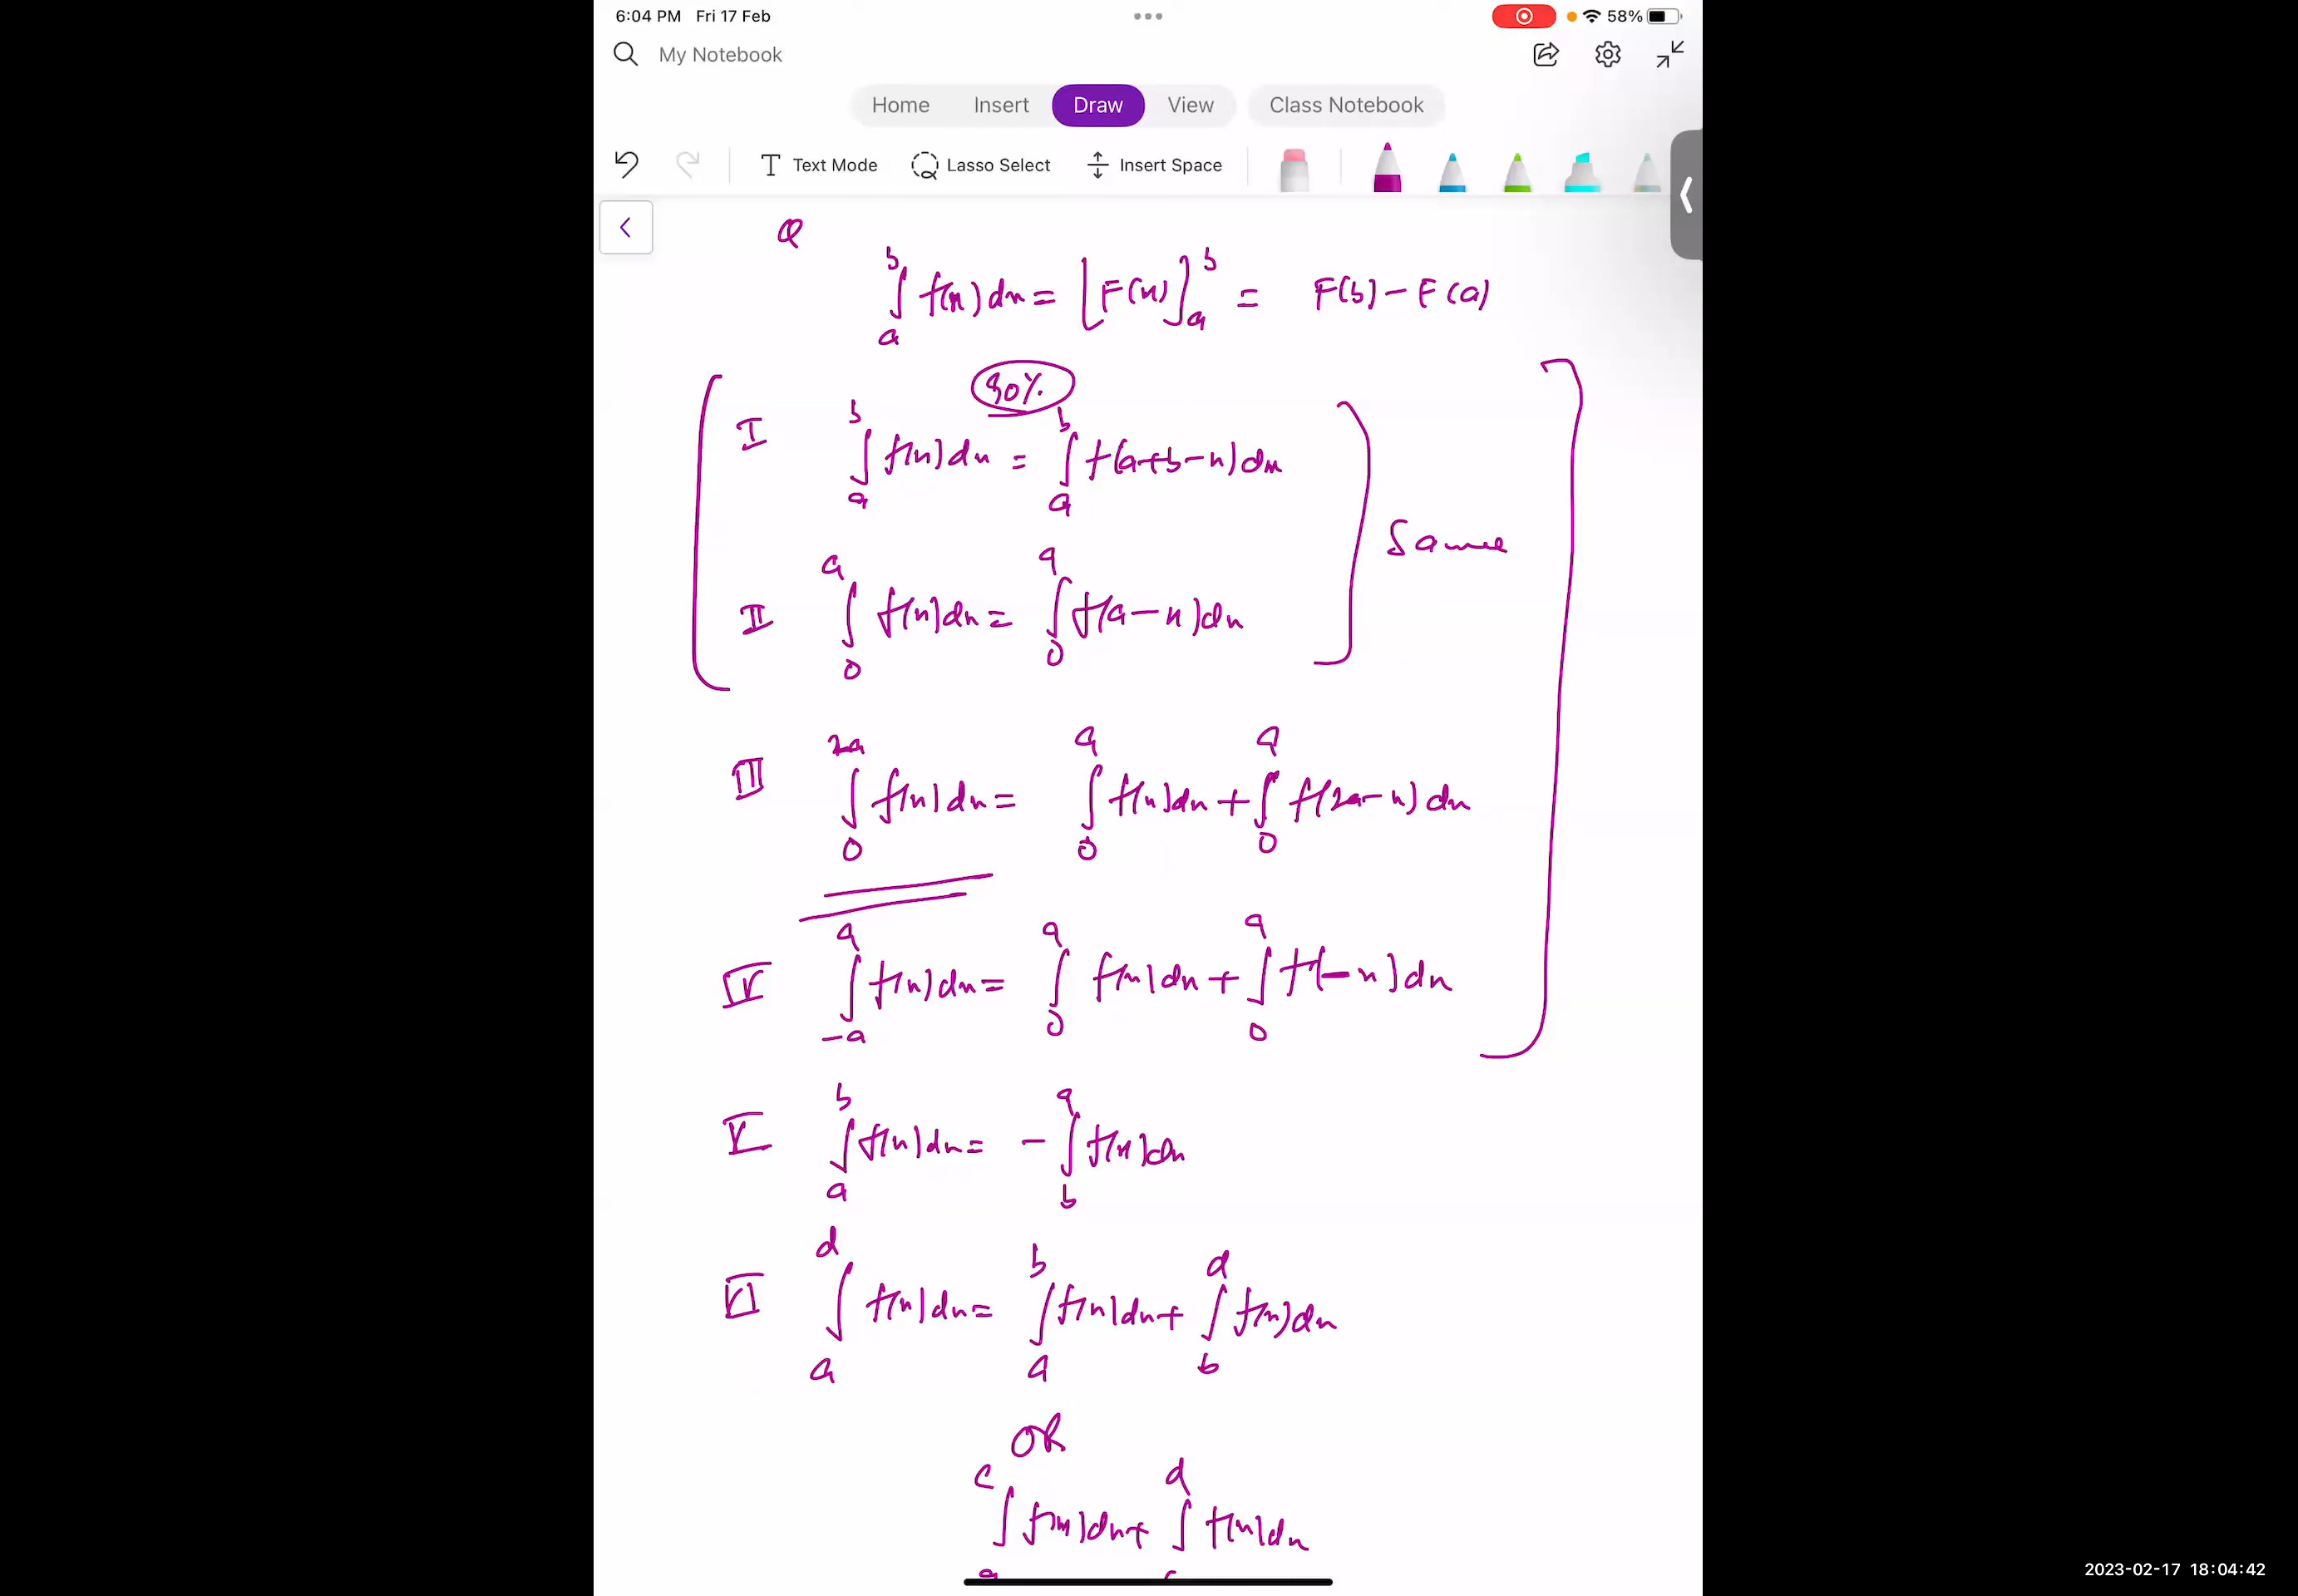 6:04 PM Fri 17 Feb 58%
My Notebook
Home Insert Draw View Class Notebook
Text Mode Lasso Select Insert Space
Q
∫_a^b f(x) dx = [F(x)]_a^b = F(b) - F(a)
90%
I ∫_a^b f(x) dx = ∫_a^b f(a+b-x) dx
Same
II ∫_0^a f(x) dx = ∫_0^a f(a-x) dx
III ∫_0^{2a} f(x) dx = ∫_0^a f(x) dx + ∫_0^a f(2a-x) dx
IV ∫_{-a}^a f(x) dx = ∫_0^a f(x) dx + ∫_0^a f(-x) dx
V ∫_a^b f(x) dx = - ∫_b^a f(x) dx
VI ∫_a^d f(x) dx = ∫_a^b f(x) dx + ∫_b^d f(x) dx
OR
∫_a^c f(x) dx + ∫_c^d f(x) dx
2023-02-17 18:04:42